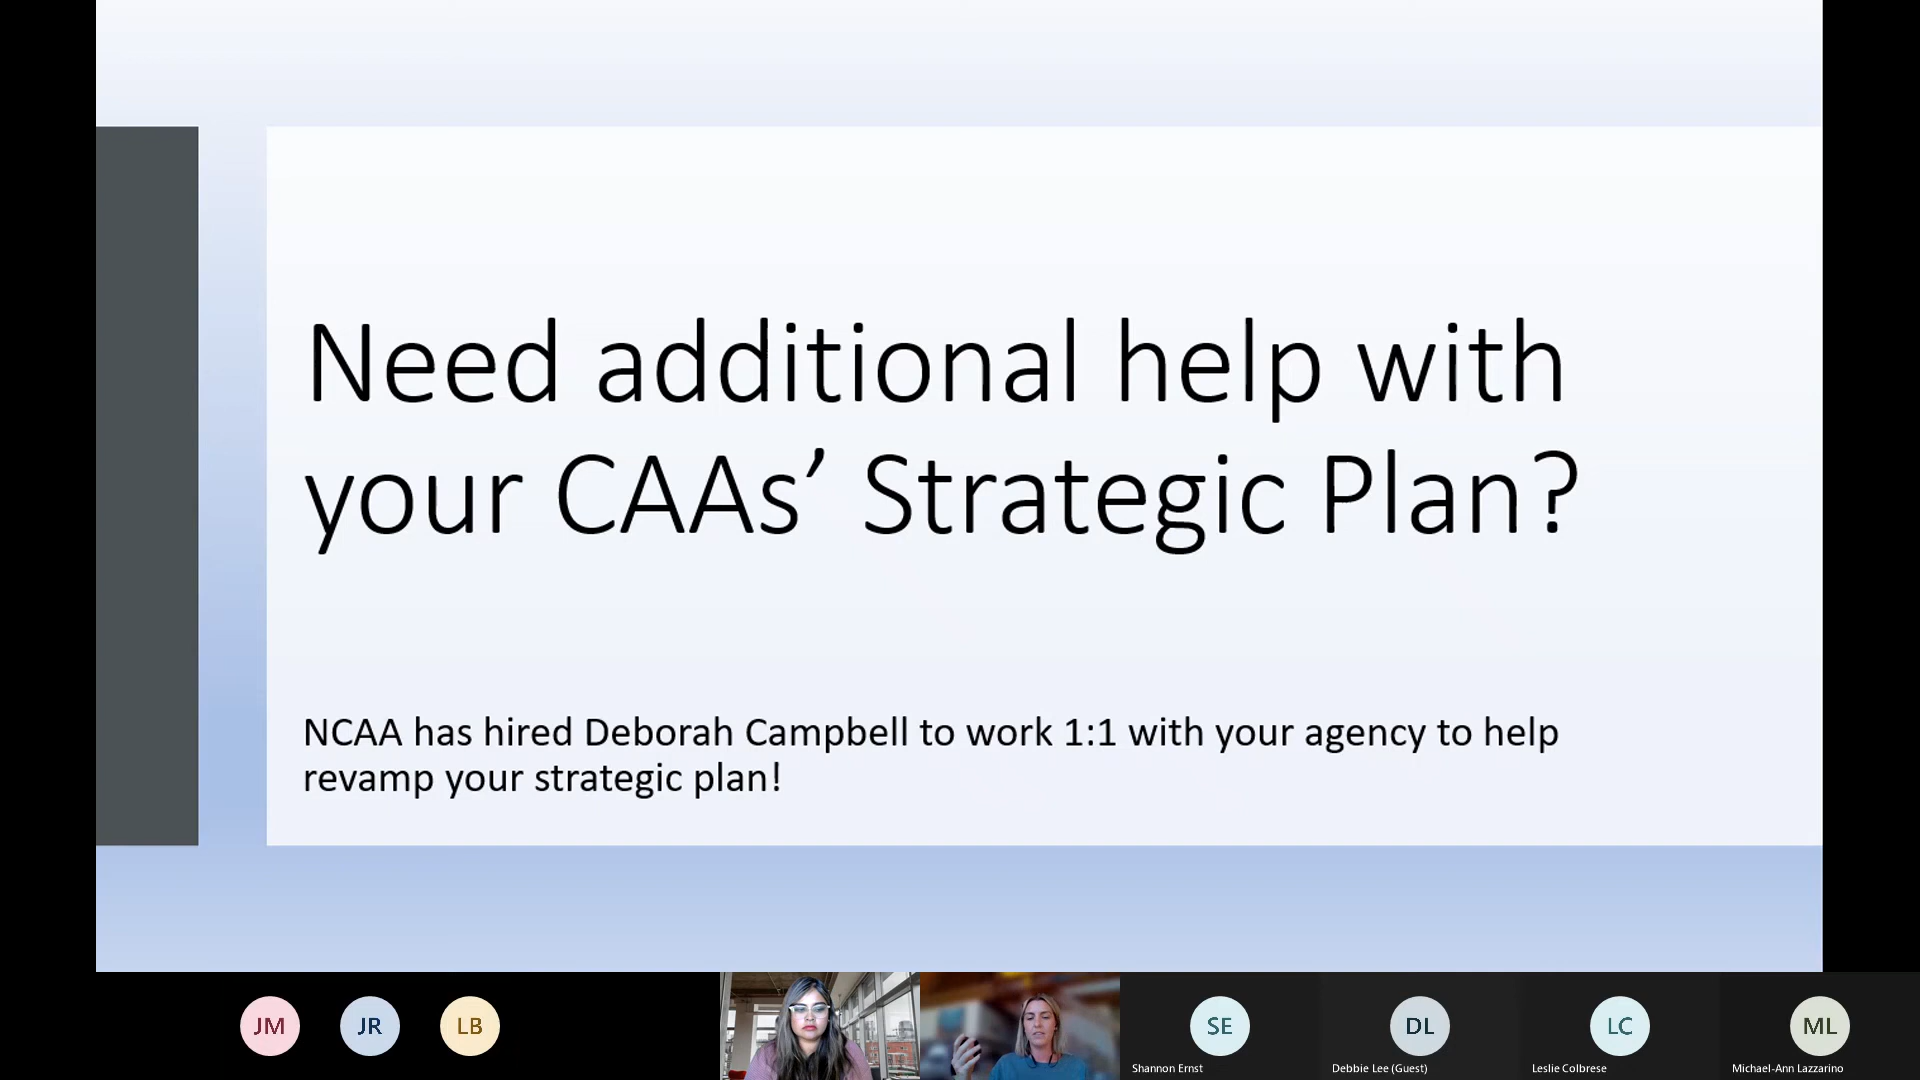 Need additional help with
your CAAs’ Strategic Plan?
NCAA has hired Deborah Campbell to work 1:1 with your agency to help
revamp your strategic plan!
JM
JR
LB
SE
DL
LC
ML
Shannon Ernst
Debbie Lee (Guest)
Leslie Colbrese
Michael-Ann Lazzarino